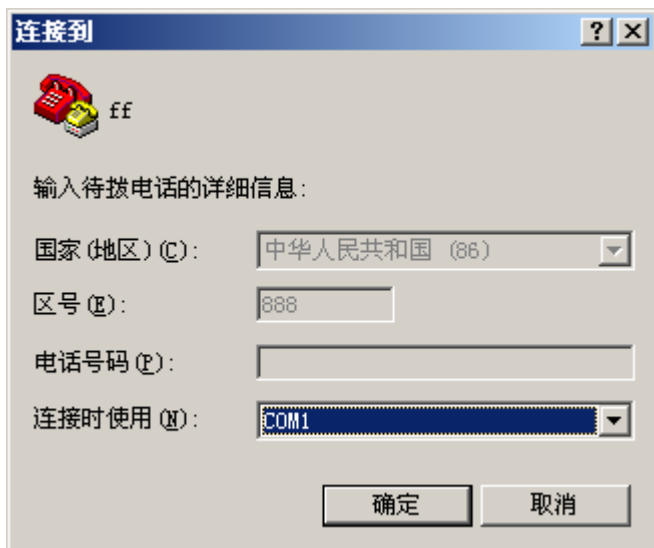 连接到
ff
输入待拨电话的详细信息:
国家(地区)(C): 中华人民共和国 (86)
区号(E): 888
电话号码(P):
连接时使用(N): COM1
确定 取消